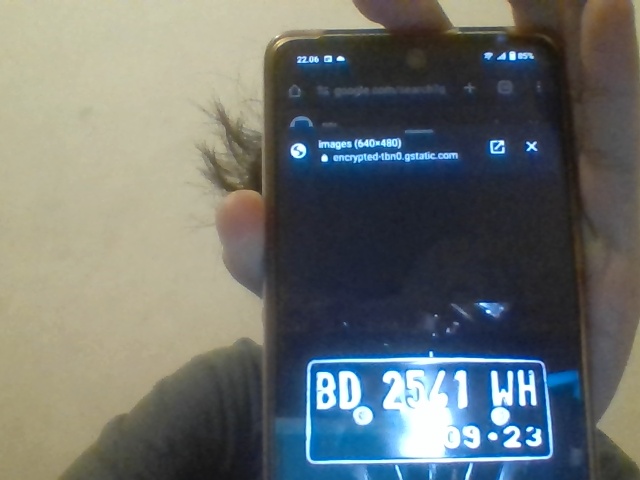 22.06 85%
images (640×480)
encrypted-tbn0.gstatic.com
BD 2541 WH
09·23